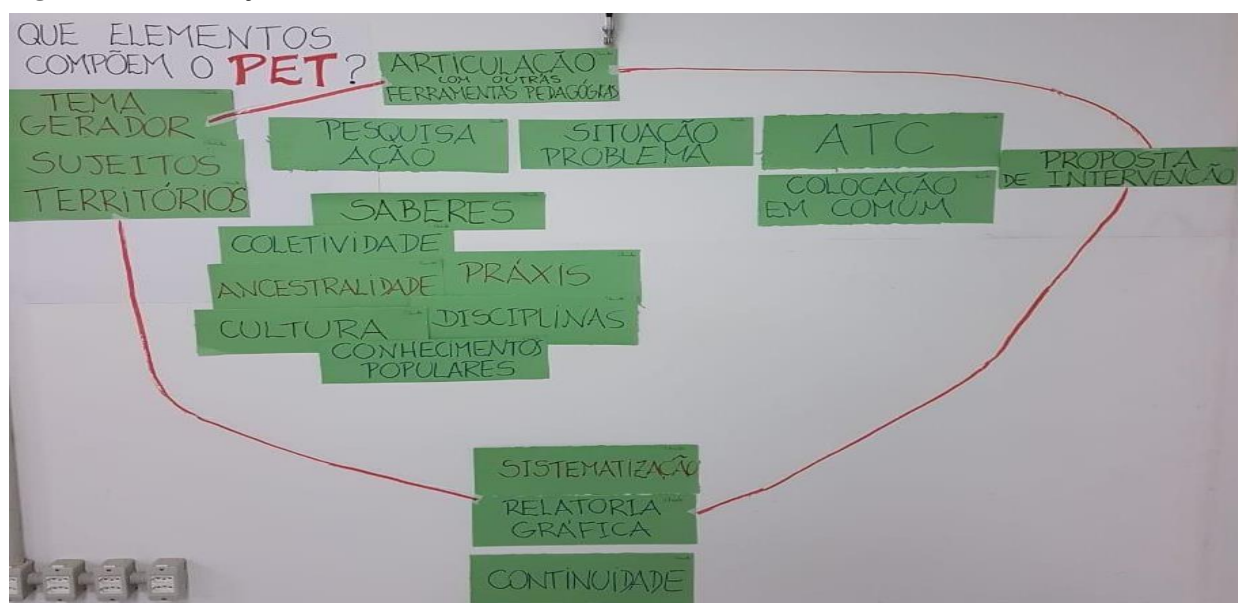 QUE ELEMENTOS
COMPÕEM O PET?
ARTICULAÇÃO
COM OUTRAS
FERRAMENTAS PEDAGÓGICAS
TEMA
GERADOR
SUJEITOS
TERRITÓRIOS
PESQUISA
AÇÃO
SITUAÇÃO
PROBLEMA
ATC
COLOCAÇÃO
EM COMUM
PROPOSTA
DE INTERVENCÃO
SABERES
COLETIVIDADE
ANCESTRALIDADE
PRÁXIS
CULTURA
DISCIPLINAS
CONHECIMENTOS
POPULARES
SISTEMATIZAÇÃO
RELATORIA
GRÁFICA
CONTINUIDADE